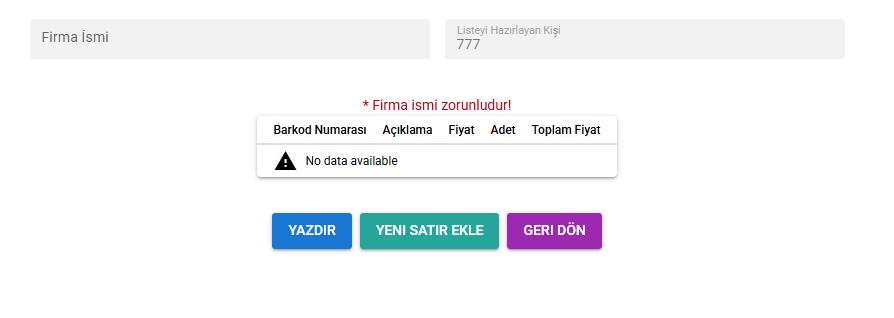 Firma İsmi
Listeyi Hazırlayan Kişi
777
* Firma ismi zorunludur!
Barkod Numarası Açıklama Fiyat Adet Toplam Fiyat
No data available
YAZDIR YENI SATIR EKLE GERI DÖN